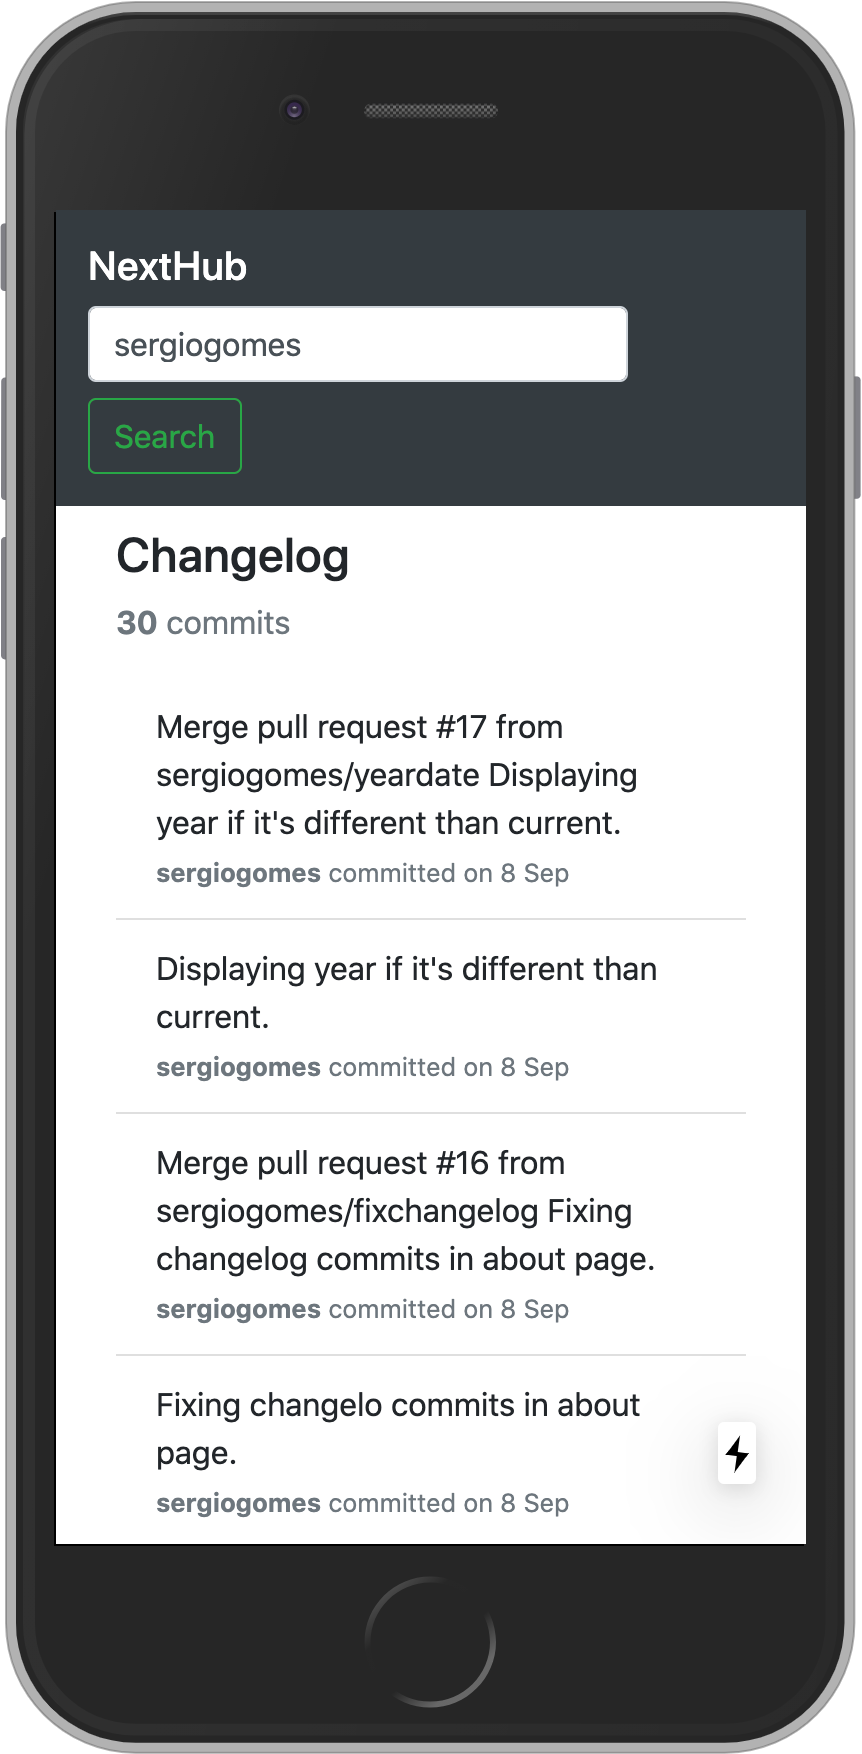 NextHub
sergiogomes
Search
Changelog
30 commits
Merge pull request #17 from
sergiogomes/yeardate Displaying
year if it's different than current.
sergiogomes committed on 8 Sep
Displaying year if it's different than
current.
sergiogomes committed on 8 Sep
Merge pull request #16 from
sergiogomes/fixchangelog Fixing
changelog commits in about page.
sergiogomes committed on 8 Sep
Fixing changelo commits in about
page.
sergiogomes committed on 8 Sep